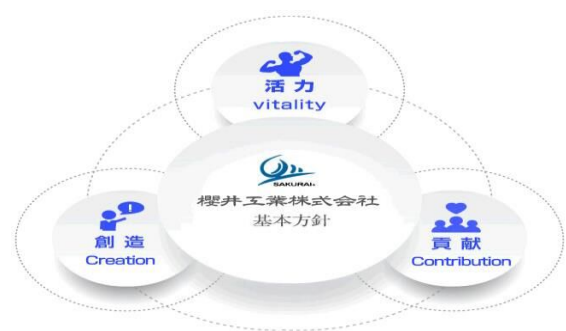 活力
vitality
SAKURAI
櫻井工業株式会社
基本方針
創造
Creation
貢献
Contribution